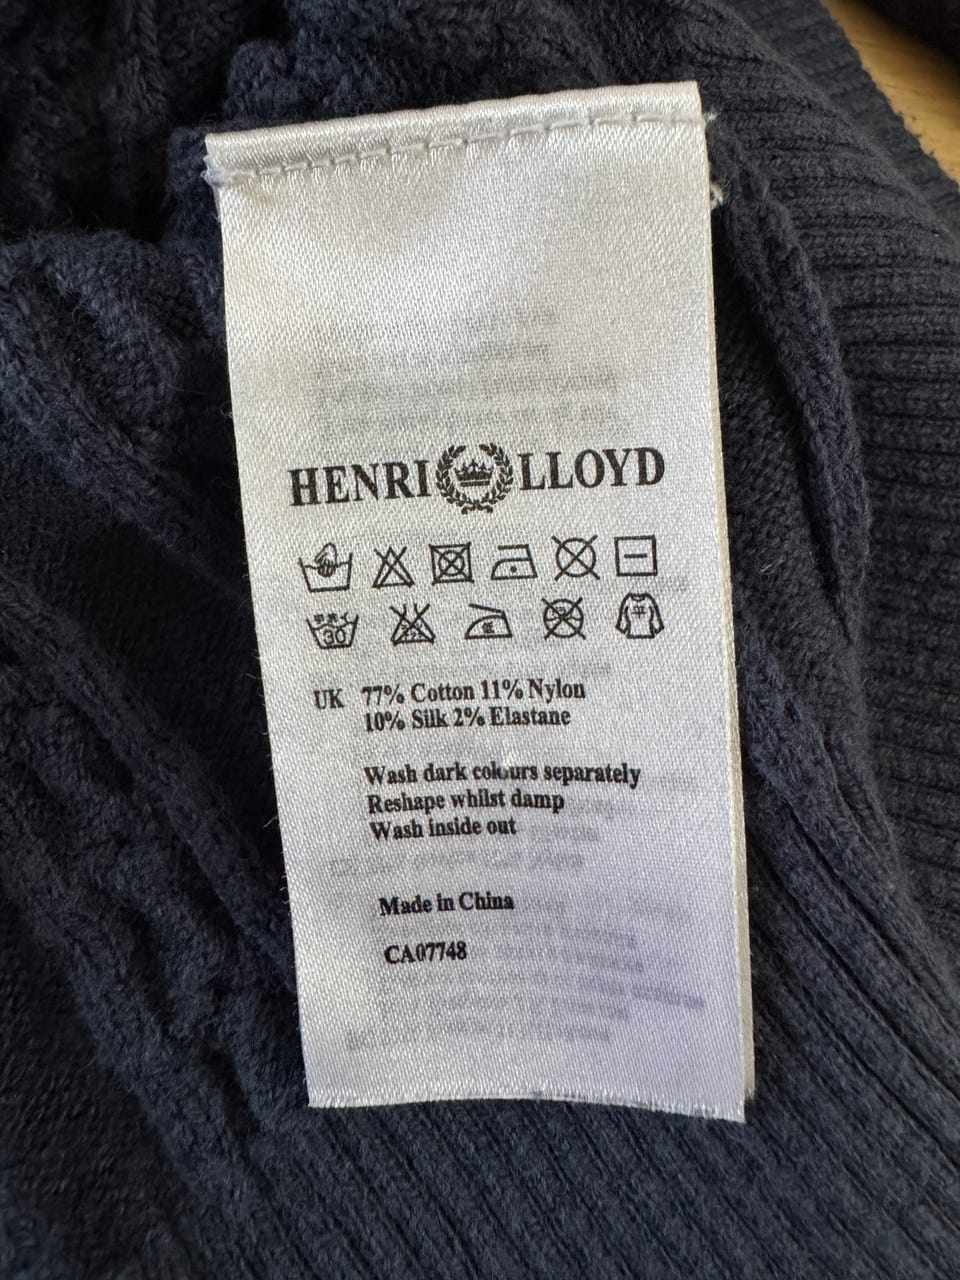 HENRI LLOYD
30
UK 77% Cotton 11% Nylon
10% Silk 2% Elastane
Wash dark colours separately
Reshape whilst damp
Wash inside out
Made in China
CA07748